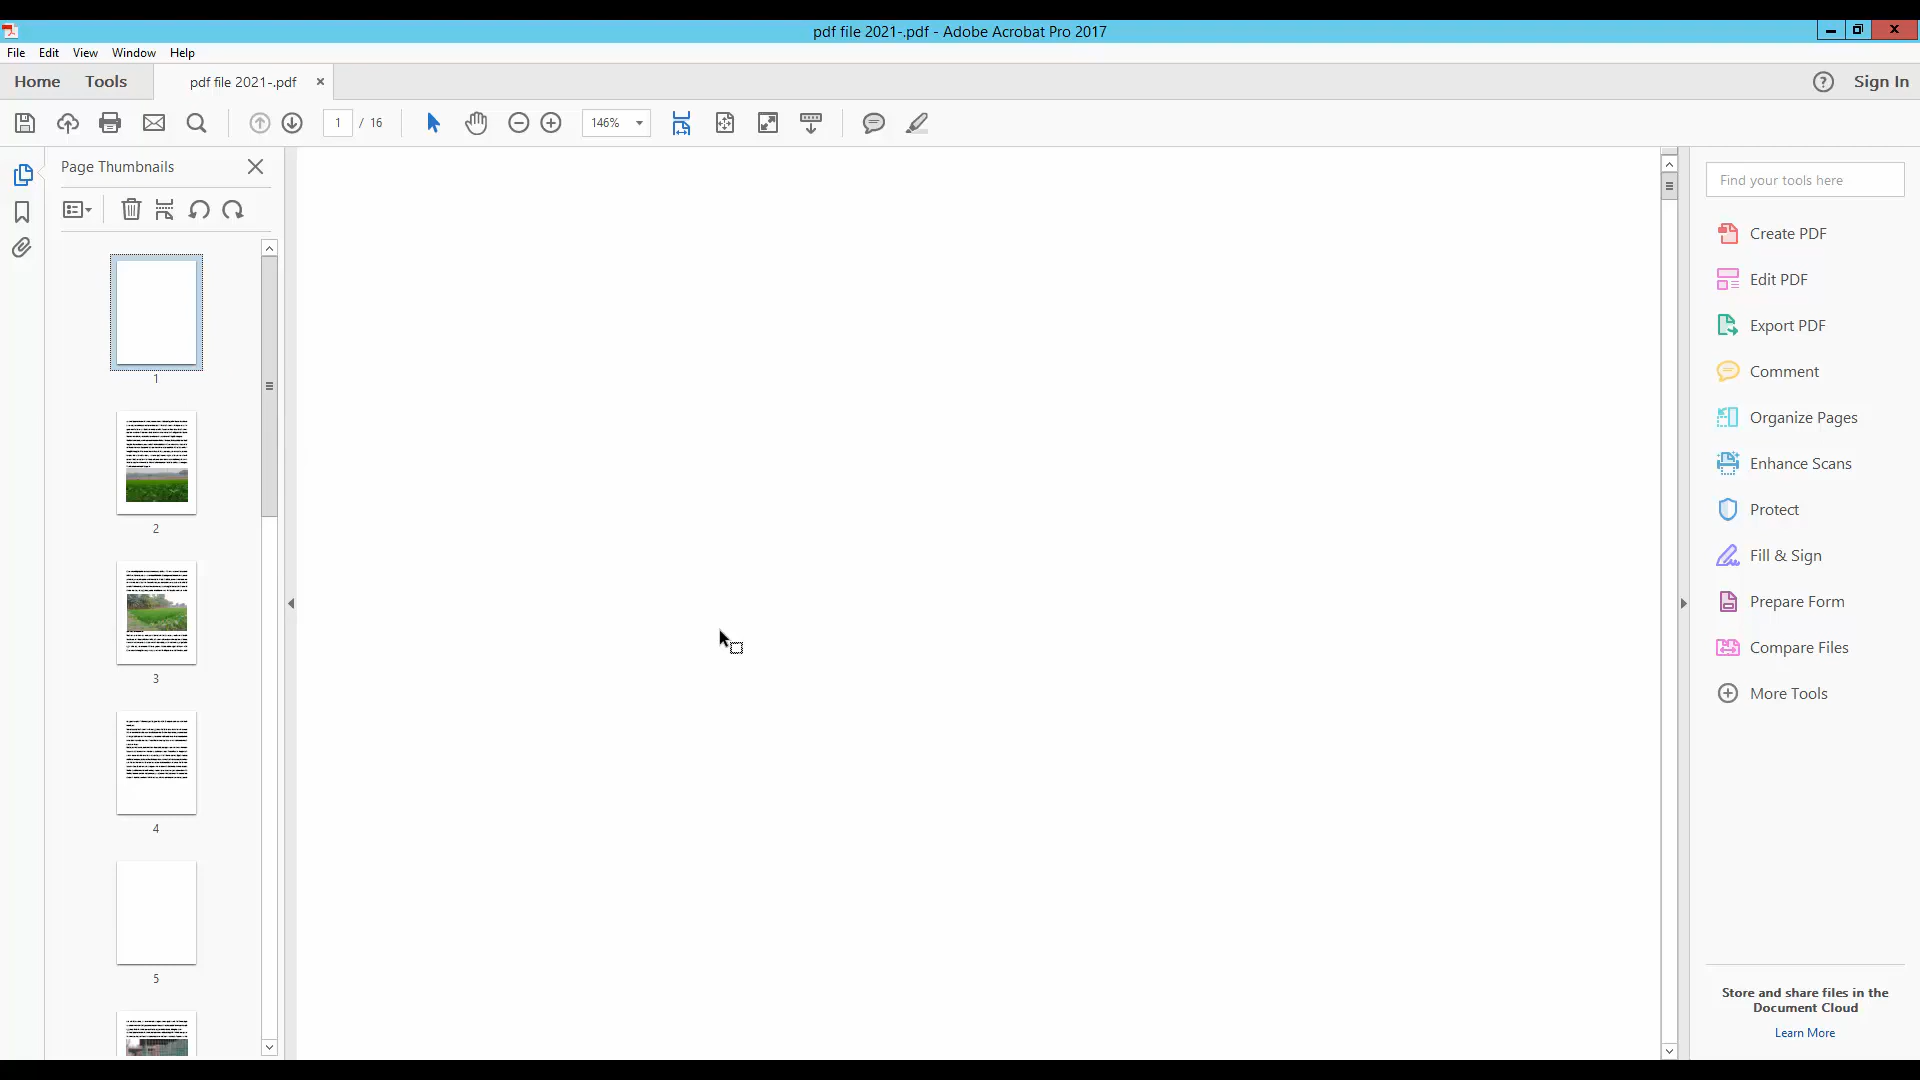 pdf file 2021-.pdf - Adobe Acrobat Pro 2017
File Edit View Window Help
Home Tools pdf file 2021-.pdf × Sign In
1 / 16 146%
Page Thumbnails
Find your tools here
1
2
3
4
5
Create PDF
Edit PDF
Export PDF
Comment
Organize Pages
Enhance Scans
Protect
Fill & Sign
Prepare Form
Compare Files
More Tools
Store and share files in the
Document Cloud
Learn More